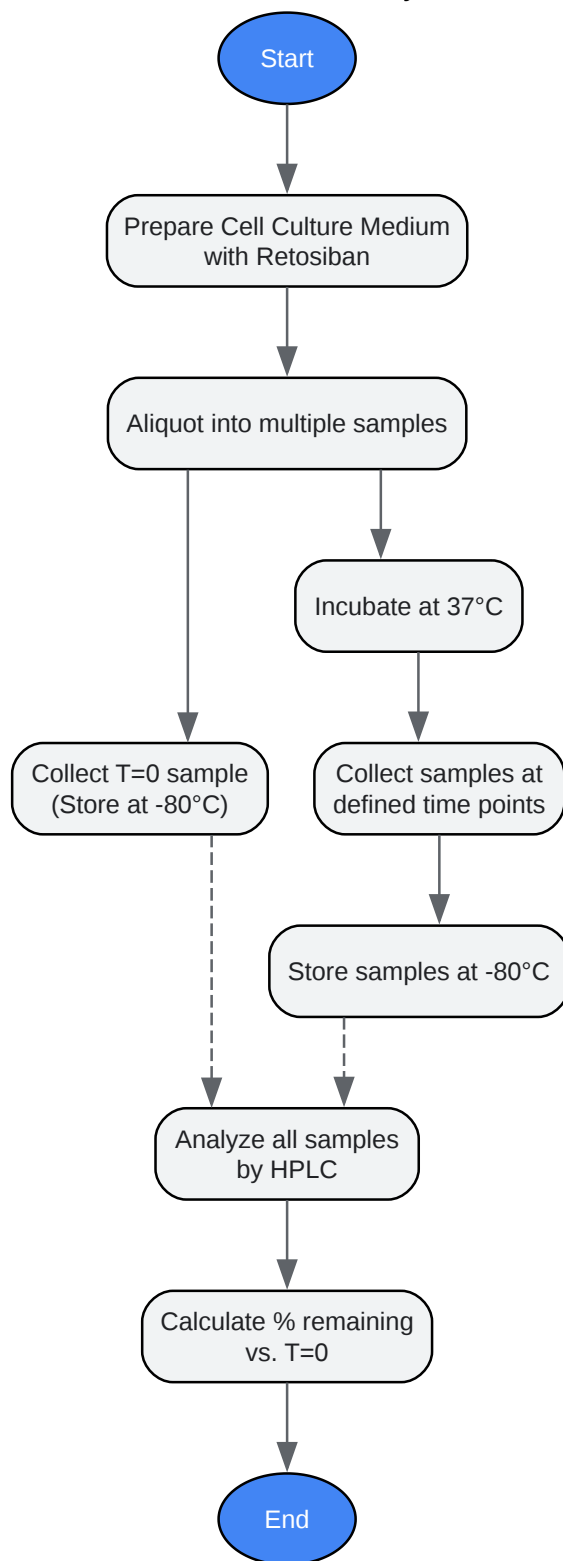 Start
Prepare Cell Culture Medium
with Retosiban
Aliquot into multiple samples
Incubate at 37°C
Collect T=0 sample
(Store at -80°C)
Collect samples at
defined time points
Store samples at -80°C
Analyze all samples
by HPLC
Calculate % remaining
vs. T=0
End